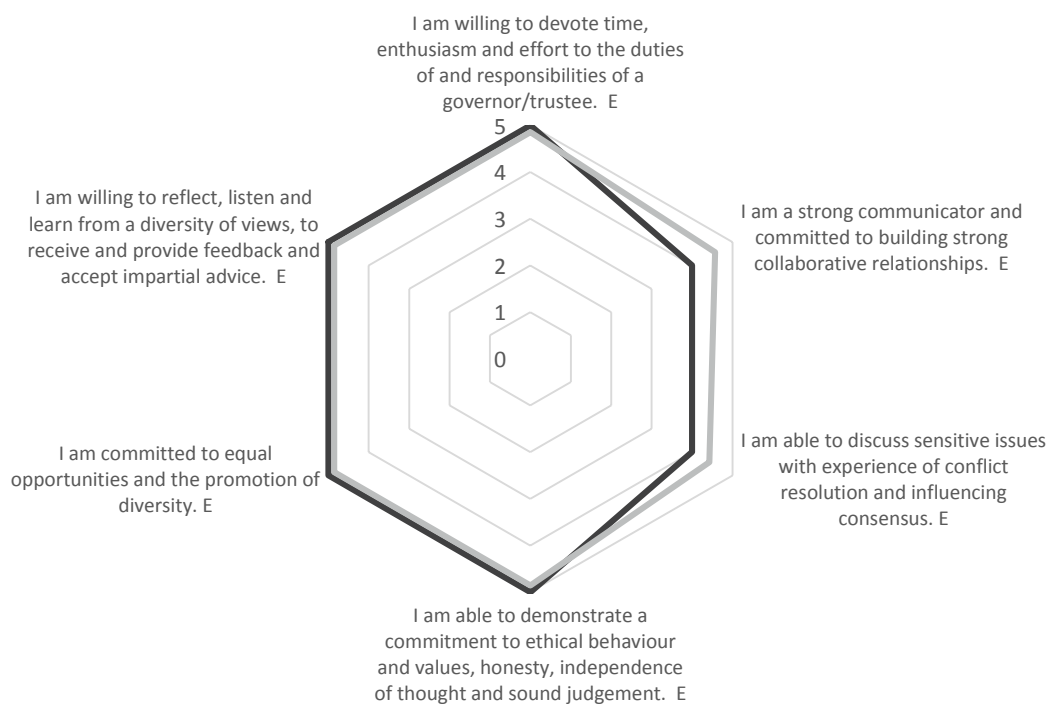 I am willing to devote time,
enthusiasm and effort to the duties
of and responsibilities of a
governor/trustee.  E
I am a strong communicator and
committed to building strong
collaborative relationships.  E
I am able to discuss sensitive issues
with experience of conflict
resolution and influencing
consensus.  E
I am able to demonstrate a
commitment to ethical behaviour
and values, honesty, independence
of thought and sound judgement.  E
I am committed to equal
opportunities and the promotion of
diversity. E
I am willing to reflect, listen and
learn from a diversity of views, to
receive and provide feedback and
accept impartial advice.  E
5
4
3
2
1
0